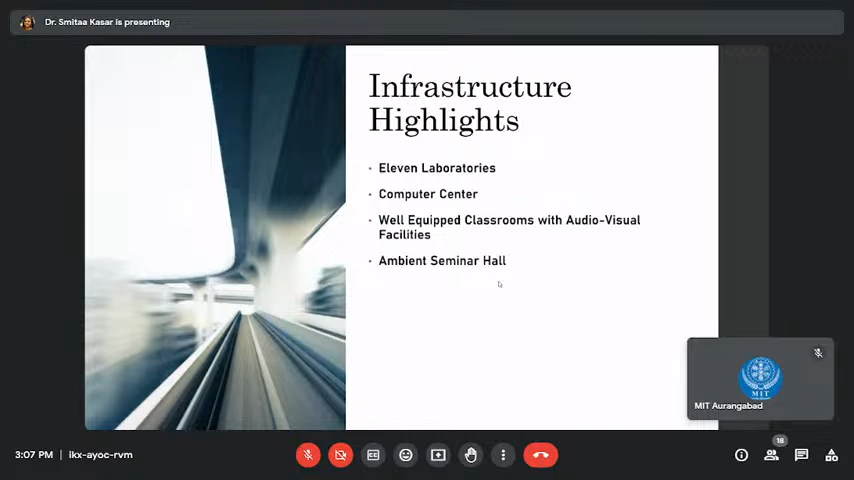 Dr. Smitaa Kasar is presenting
Infrastructure
Highlights
• Eleven Laboratories
• Computer Center
• Well Equipped Classrooms with Audio-Visual
Facilities
• Ambient Seminar Hall
MIT
MIT Aurangabad
18
3:07 PM | ikx-ayoc-rvm